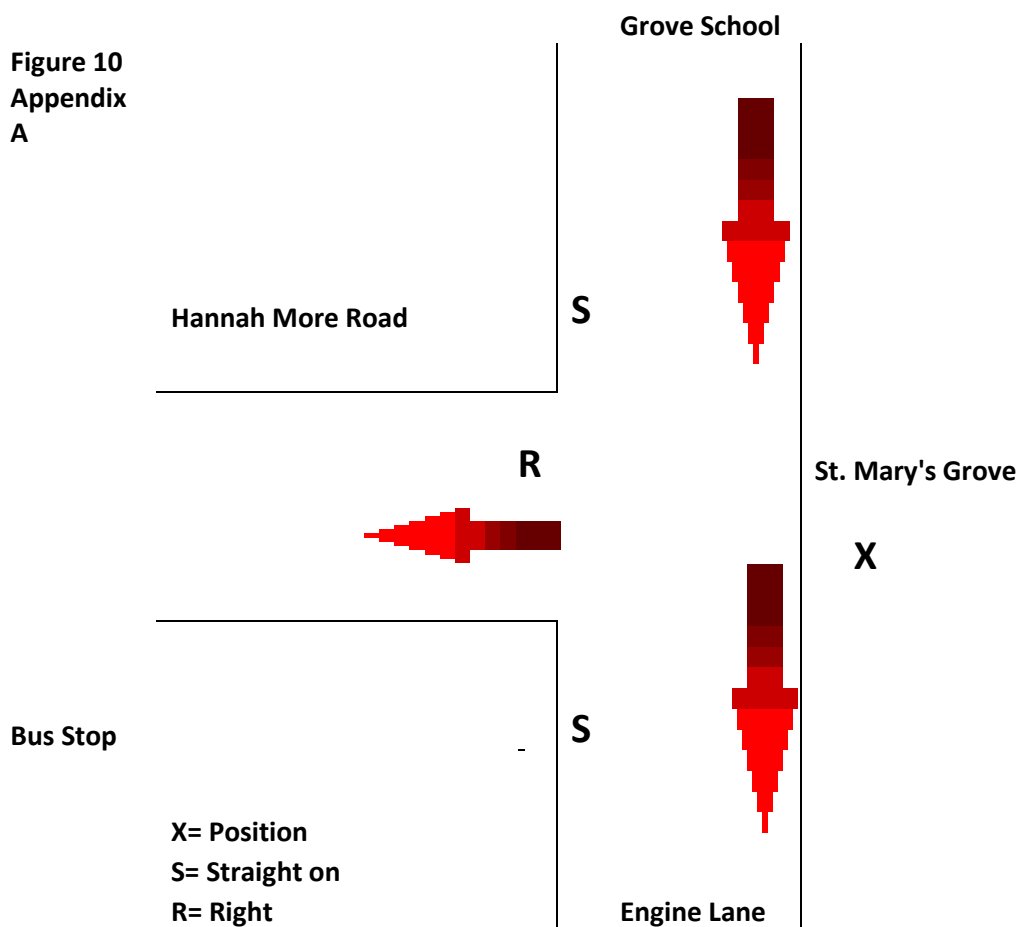 Grove School
Figure 10
Appendix
A
S
Hannah More Road
R
St. Mary's Grove
X
S
Bus Stop
X= Position
S= Straight on
R= Right
Engine Lane